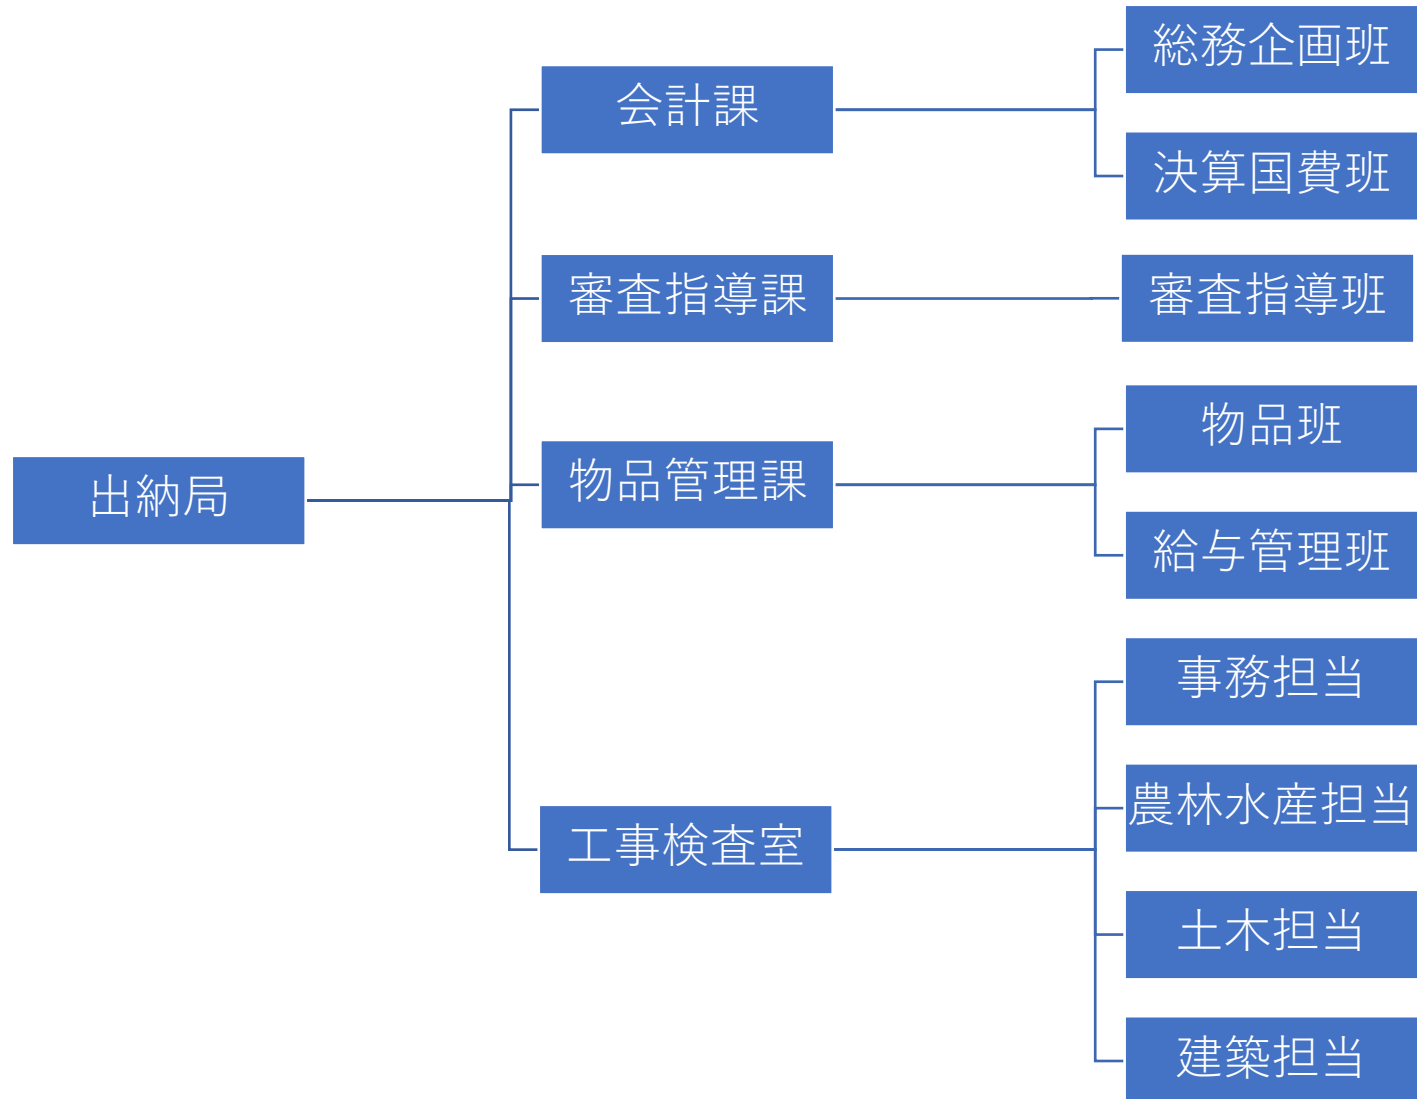 出納局
会計課
総務企画班
決算国費班
審査指導課
審査指導班
物品管理課
物品班
給与管理班
工事検査室
事務担当
農林水産担当
土木担当
建築担当